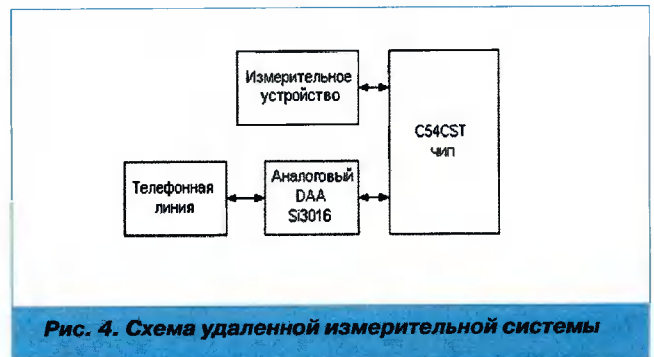 Измерительное
устройство
C54CST
чип
Телефонная
линия
Аналоговый
DAA
Si3016
Рис. 4. Схема удаленной измерительной системы